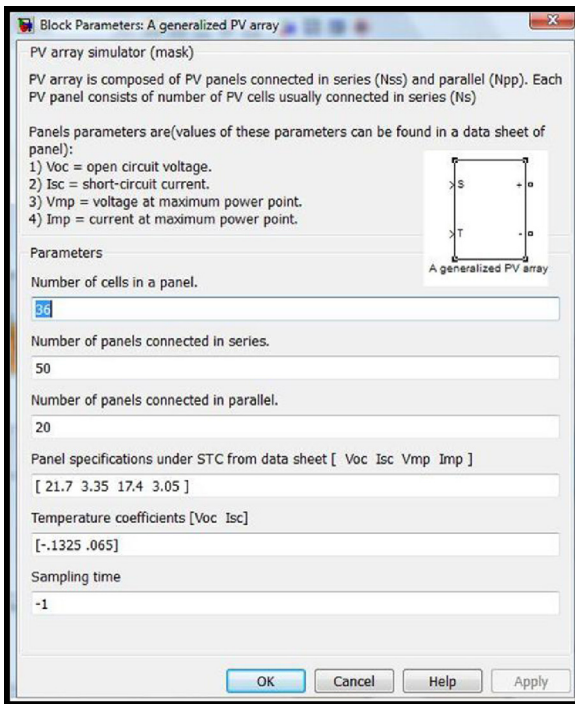 Block Parameters: A generalized PV array
PV array simulator (mask)
PV array is composed of PV panels connected in series (Nss) and parallel (Npp). Each
PV panel consists of number of PV cells usually connected in series (Ns)
Panels parameters are(values of these parameters can be found in a data sheet of
panel):
1) Voc = open circuit voltage.
2) Isc = short-circuit current.
3) Vmp = voltage at maximum power point.
4) Imp = current at maximum power point.
S +
T -
A generalized PV array
Parameters
Number of cells in a panel.
36
Number of panels connected in series.
50
Number of panels connected in parallel.
20
Panel specifications under STC from data sheet [ Voc Isc Vmp Imp ]
[ 21.7 3.35 17.4 3.05 ]
Temperature coefficients [Voc Isc]
[-.1325 .065]
Sampling time
-1
OK Cancel Help Apply